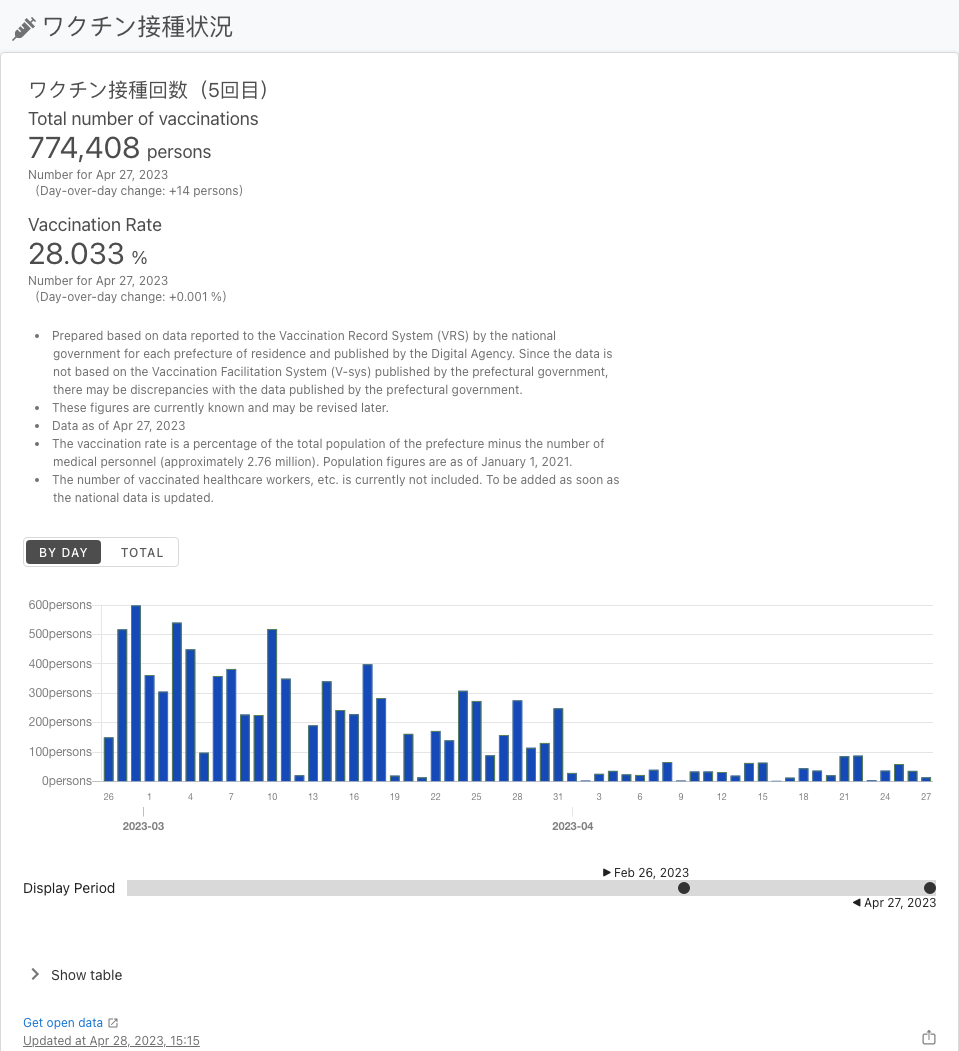 ワクチン接種状況
ワクチン接種回数（5回目）
Total number of vaccinations
774,408 persons
Number for Apr 27, 2023
(Day-over-day change: +14 persons)
Vaccination Rate
28.033 %
Number for Apr 27, 2023
(Day-over-day change: +0.001 %)
• Prepared based on data reported to the Vaccination Record System (VRS) by the national
government for each prefecture of residence and published by the Digital Agency. Since the data is
not based on the Vaccination Facilitation System (V-sys) published by the prefectural government,
there may be discrepancies with the data published by the prefectural government.
• These figures are currently known and may be revised later.
• Data as of Apr 27, 2023
• The vaccination rate is a percentage of the total population of the prefecture minus the number of
medical personnel (approximately 2.76 million). Population figures are as of January 1, 2021.
• The number of vaccinated healthcare workers, etc. is currently not included. To be added as soon as
the national data is updated.
BY DAY TOTAL
600persons
500persons
400persons
300persons
200persons
100persons
0persons
26 1 4 7 10 13 16 19 22 25 28 31 3 6 9 12 15 18 21 24 27
2023-03 2023-04
Feb 26, 2023
Display Period
Apr 27, 2023
Show table
Get open data
Updated at Apr 28, 2023, 15:15